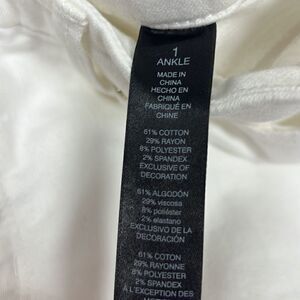 1
ANKLE
MADE IN
CHINA
HECHO EN
CHINA
FABRIQUÉ EN
CHINE
61% COTTON
29% RAYON
8% POLYESTER
2% SPANDEX
EXCLUSIVE OF
DECORATION
61% ALGODÓN
29% viscosa
8% poliéster
2% elastano
EXCLUSIVO DE LA
DECORACIÓN
61% COTON
29% RAYONNE
8% POLYESTER
2% SPANDEX
À L'EXCEPTION DES